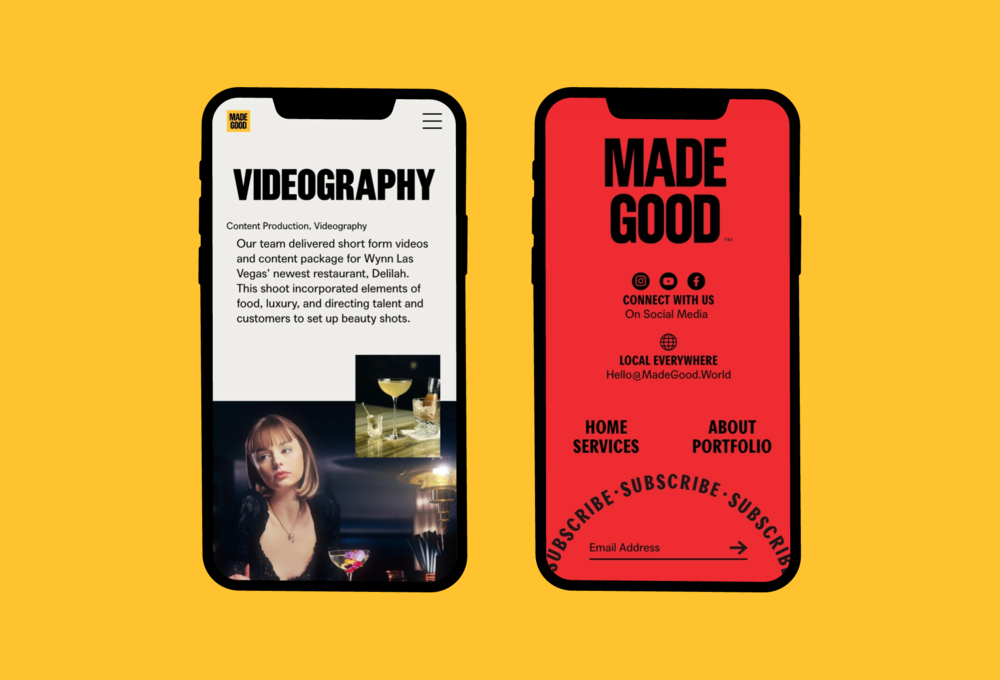 MADE
GOOD
VIDEOGRAPHY
Content Production, Videography
Our team delivered short form videos
and content package for Wynn Las
Vegas' newest restaurant, Delilah.
This shoot incorporated elements of
food, luxury, and directing talent and
customers to set up beauty shots.
MADE
GOOD™
CONNECT WITH US
On Social Media
LOCAL EVERYWHERE
Hello@MadeGood.World
HOME
SERVICES
ABOUT
PORTFOLIO
SUBSCRIBE·SUBSCRIBE·SUBSCRIBE
Email Address